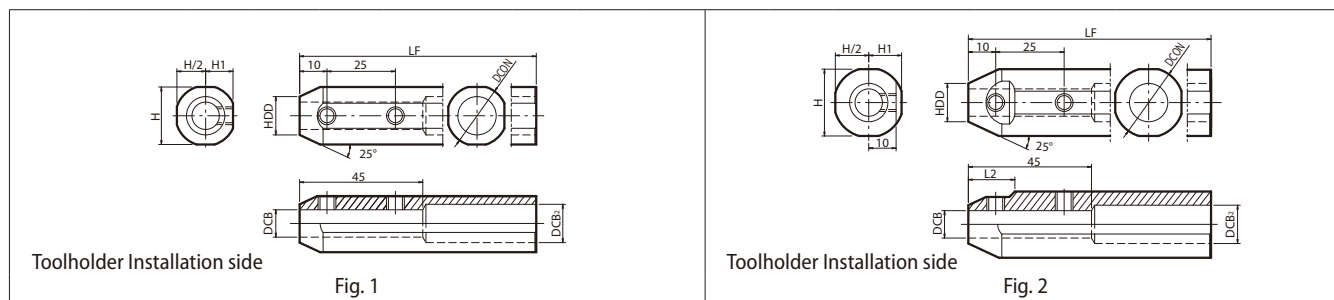 LF
10
25
DCON
H/2
H1
H
HDD
25°
45
DCB
DCB2
Toolholder Installation side
Fig. 1
LF
10
25
DCON
H/2
H1
H
HDD
10
25°
45
L2
DCB
DCB2
Toolholder Installation side
Fig. 2